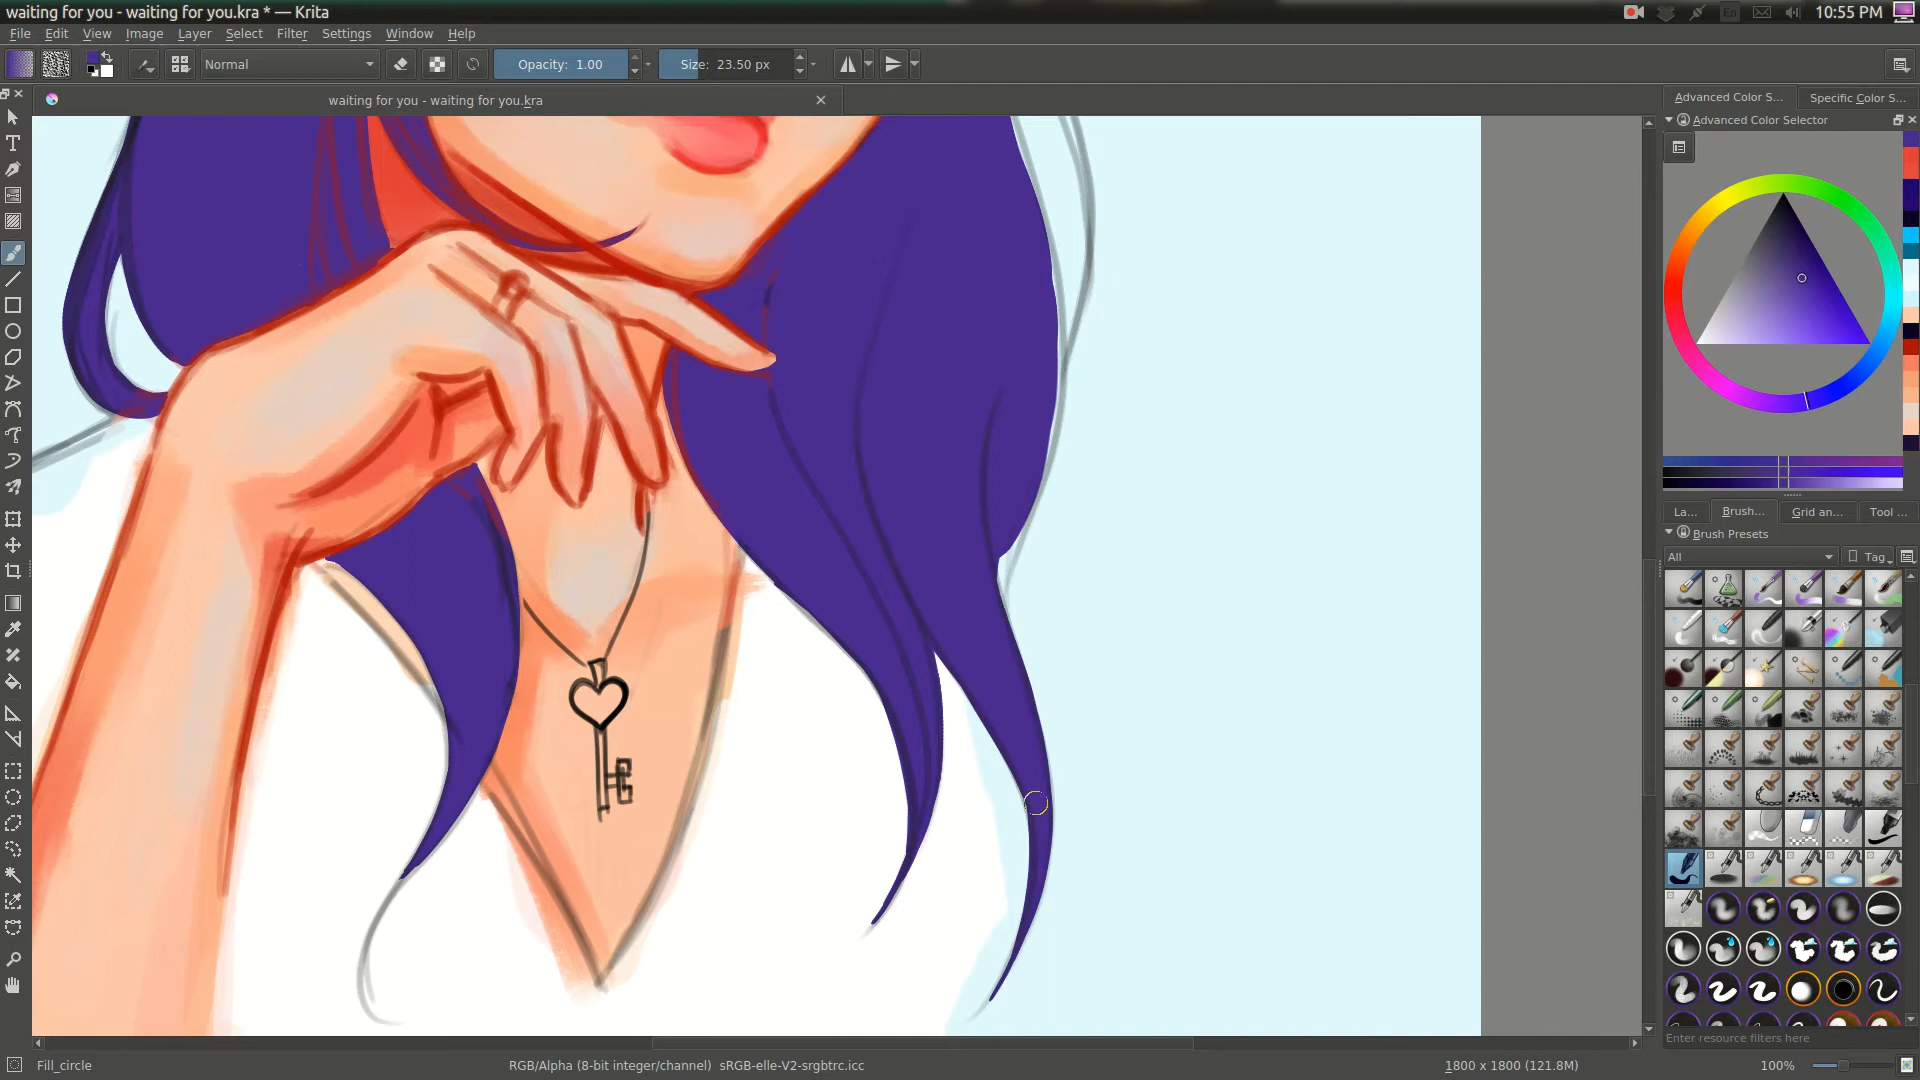 waiting for you - waiting for you.kra * — Krita
En
10:55 PM
File Edit View Image Layer Select Filter Settings Window Help
Normal
Opacity: 1.00
Size: 23.50 px
waiting for you - waiting for you.kra
Advanced Color S...
Specific Color S...
Advanced Color Selector
La...
Brush...
Grid an...
Tool ...
Brush Presets
All
Tag
Enter resource filters here
Fill_circle
RGB/Alpha (8-bit integer/channel) sRGB-elle-V2-srgbtrc.icc
1800 x 1800 (121.8M)
100%